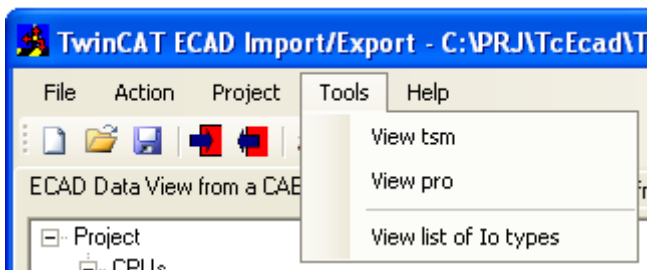 TwinCAT ECAD Import/Export - C:\PRJ\TcEcad\T
File Action Project Tools Help
View tsm
ECAD Data View from a CAE
View pro
Project
View list of Io types
CPUs